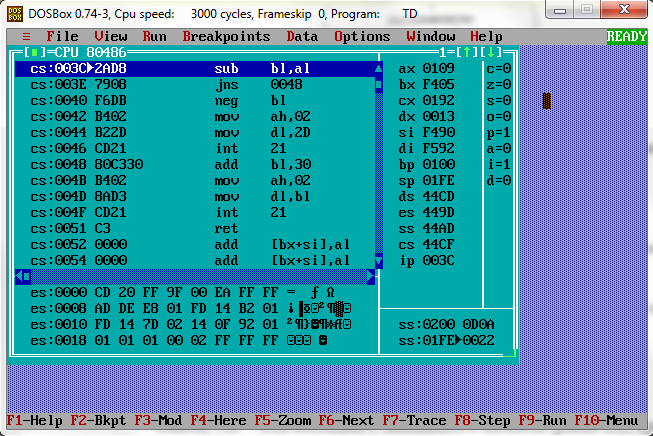 DOSBox 0.74-3, Cpu speed: 3000 cycles, Frameskip 0, Program: TD
≡ File View Run Breakpoints Data Options Window Help READY
[■]=CPU 80486 1=[↑][↓]
cs:003C►2AD8 sub bl,al ax 0109 c=0
cs:003E 7908 jns 0048 bx F405 z=0
cs:0040 F6DB neg bl cx 0192 s=0
cs:0042 B402 mov ah,02 dx 0013 o=0
cs:0044 B22D mov dl,2D si F490 p=1
cs:0046 CD21 int 21 di F592 a=0
cs:0048 80C330 add bl,30 bp 0100 i=1
cs:004B B402 mov ah,02 sp 01FE d=0
cs:004D 8AD3 mov dl,bl ds 44CD
cs:004F CD21 int 21 es 449D
cs:0051 C3 ret ss 44AD
cs:0052 0000 add [bx+si],al cs 44CF
cs:0054 0000 add [bx+si],al ip 003C
es:0000 CD 20 FF 9F 00 EA FF FF = ƒ Ω
es:0008 AD DE E8 01 FD 14 B2 01
es:0010 FD 14 7D 02 14 0F 92 01 ss:0200 0D0A
es:0018 01 01 01 00 02 FF FF FF ss:01FE►0022
F1-Help F2-Bkpt F3-Mod F4-Here F5-Zoom F6-Next F7-Trace F8-Step F9-Run F10-Menu